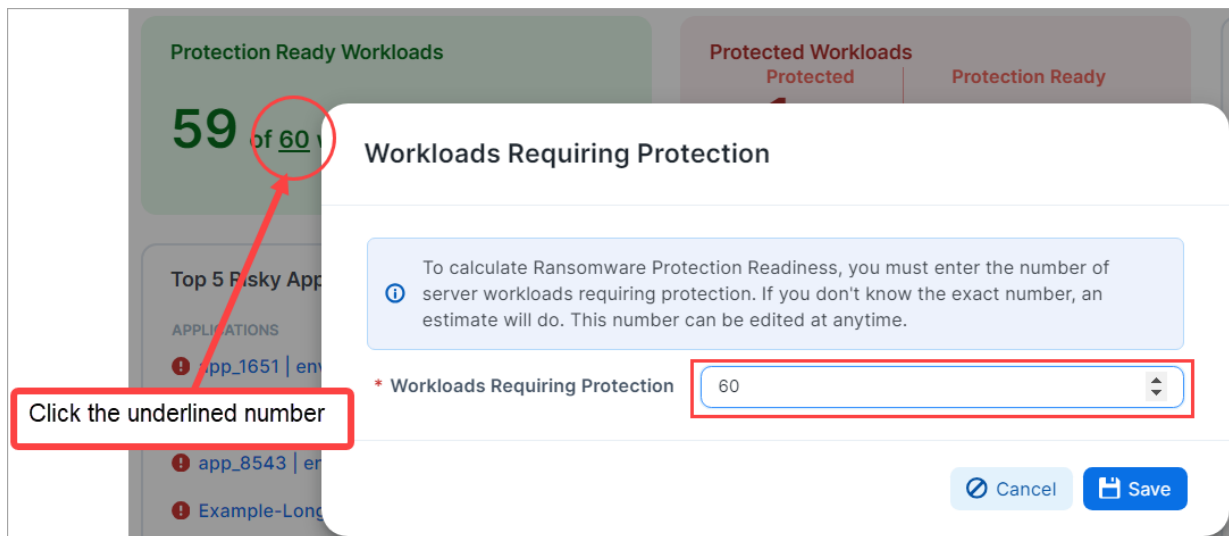 Protection Ready Workloads
59 of 60
Protected Workloads
Protected
Protection Ready
Workloads Requiring Protection
To calculate Ransomware Protection Readiness, you must enter the number of
server workloads requiring protection. If you don't know the exact number, an
estimate will do. This number can be edited at anytime.
* Workloads Requiring Protection
60
Cancel
Save
Top 5 Risky App
APPLICATIONS
app_1651 | env
Click the underlined number
app_8543 | en
Example-Long